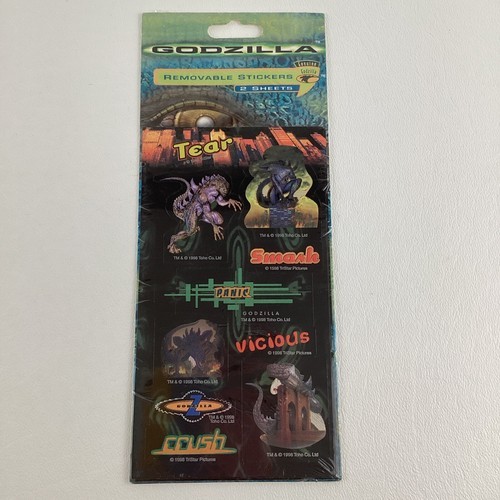 GODZILLA
REMOVABLE STICKERS
2 SHEETS
Tear
TM & © 1998 Toho Co. Ltd
TM & © 1998 Toho Co. Ltd
Smash
© 1998 TriStar Pictures
PANIC
GODZILLA
TM & © 1998 Toho Co. Ltd
vicious
© 1998 TriStar Pictures
TM & © 1998 Toho Co. Ltd
GODZILLA
TM & © 1998
Toho Co. Ltd
crush
© 1998 TriStar Pictures
TM & © 1998 Toho Co. Ltd